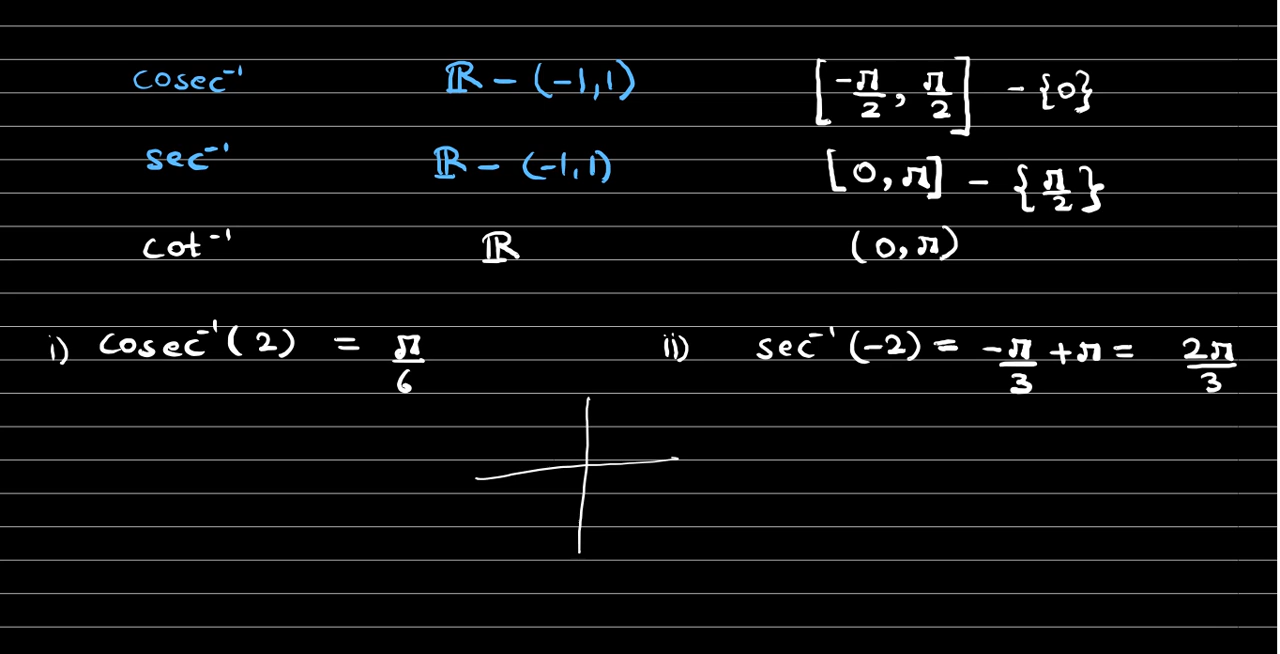 cosec⁻¹ ℝ − (−1,1) [−π/2, π/2] − {0}
sec⁻¹ ℝ − (−1,1) [0, π] − {π/2}
cot⁻¹ ℝ (0, π)
i) cosec⁻¹(2) = π/6 ii) sec⁻¹(−2) = −π/3 + π = 2π/3